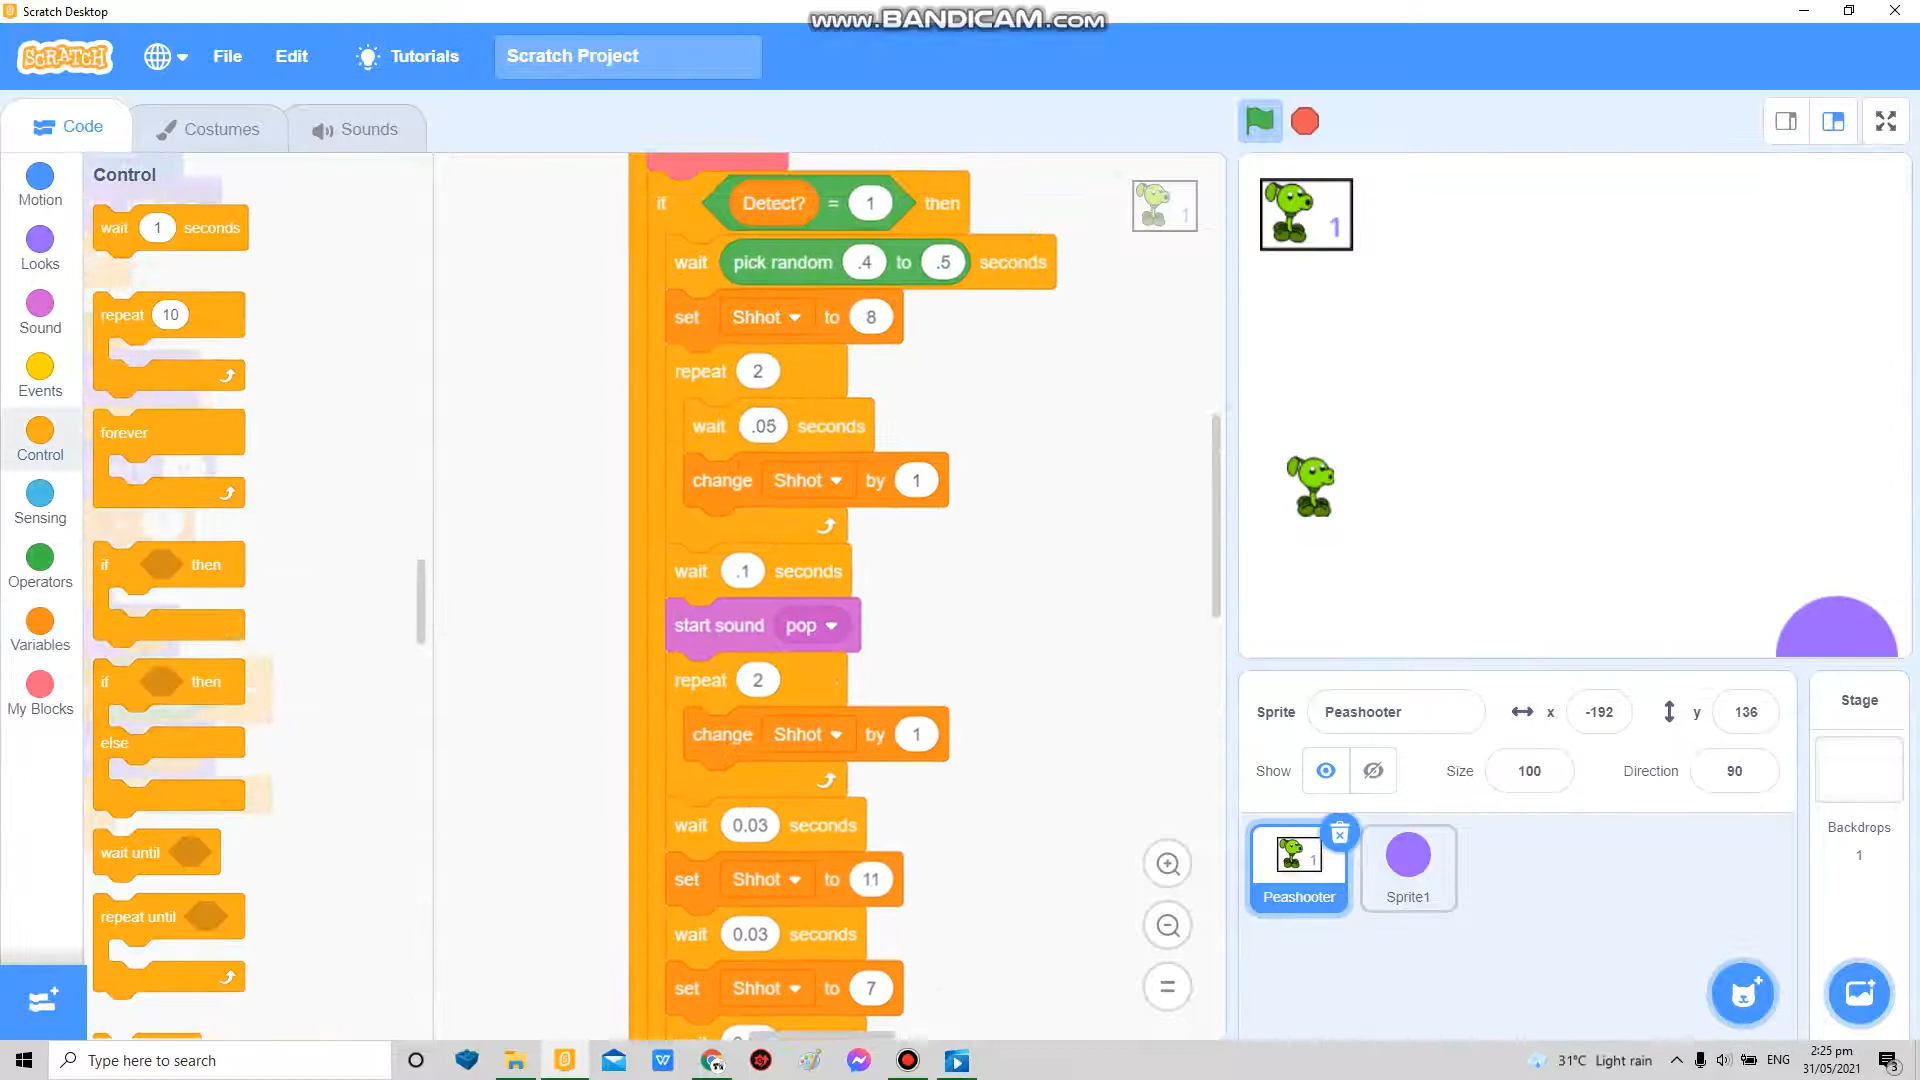 Scratch Desktop
www.BANDICAM.com
SCRATCH
File
Edit
Tutorials
Scratch Project
Code
Costumes
Sounds
Motion
Looks
Sound
Events
Control
Sensing
Operators
Variables
My Blocks
Control
wait 1 seconds
repeat 10
forever
if then
if then
else
wait until
repeat until
if Detect? = 1 then
wait pick random .4 to .5 seconds
set Shhot to 8
repeat 2
wait .05 seconds
change Shhot by 1
wait .1 seconds
start sound pop
repeat 2
change Shhot by 1
wait 0.03 seconds
set Shhot to 11
wait 0.03 seconds
set Shhot to 7
1
1
Sprite Peashooter x -192 y 136
Show Size 100 Direction 90
1
Peashooter
Sprite1
Stage
Backdrops
1
Type here to search
31°C Light rain
ENG
2:25 pm
31/05/2021
3